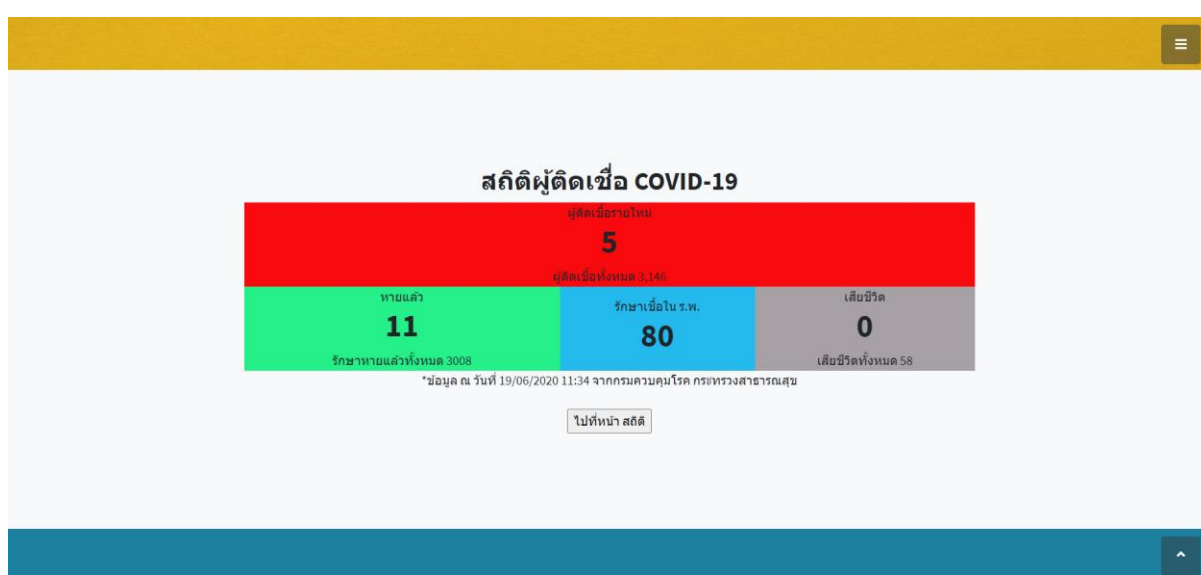 สถิติผู้ติดเชื่อ COVID-19
ผู้ติดเชื้อรายใหม่
5
ผู้ติดเชื้อทั้งหมด 3,146
หายแล้ว
11
รักษาหายแล้วทั้งหมด 3008
รักษาเชื้อใน ร.พ.
80
เสียชีวิต
0
เสียชีวิตทั้งหมด 58
*ข้อมูล ณ วันที่ 19/06/2020 11:34 จากกรมควบคุมโรค กระทรวงสาธารณสุข
ไปที่หน้า สถิติ